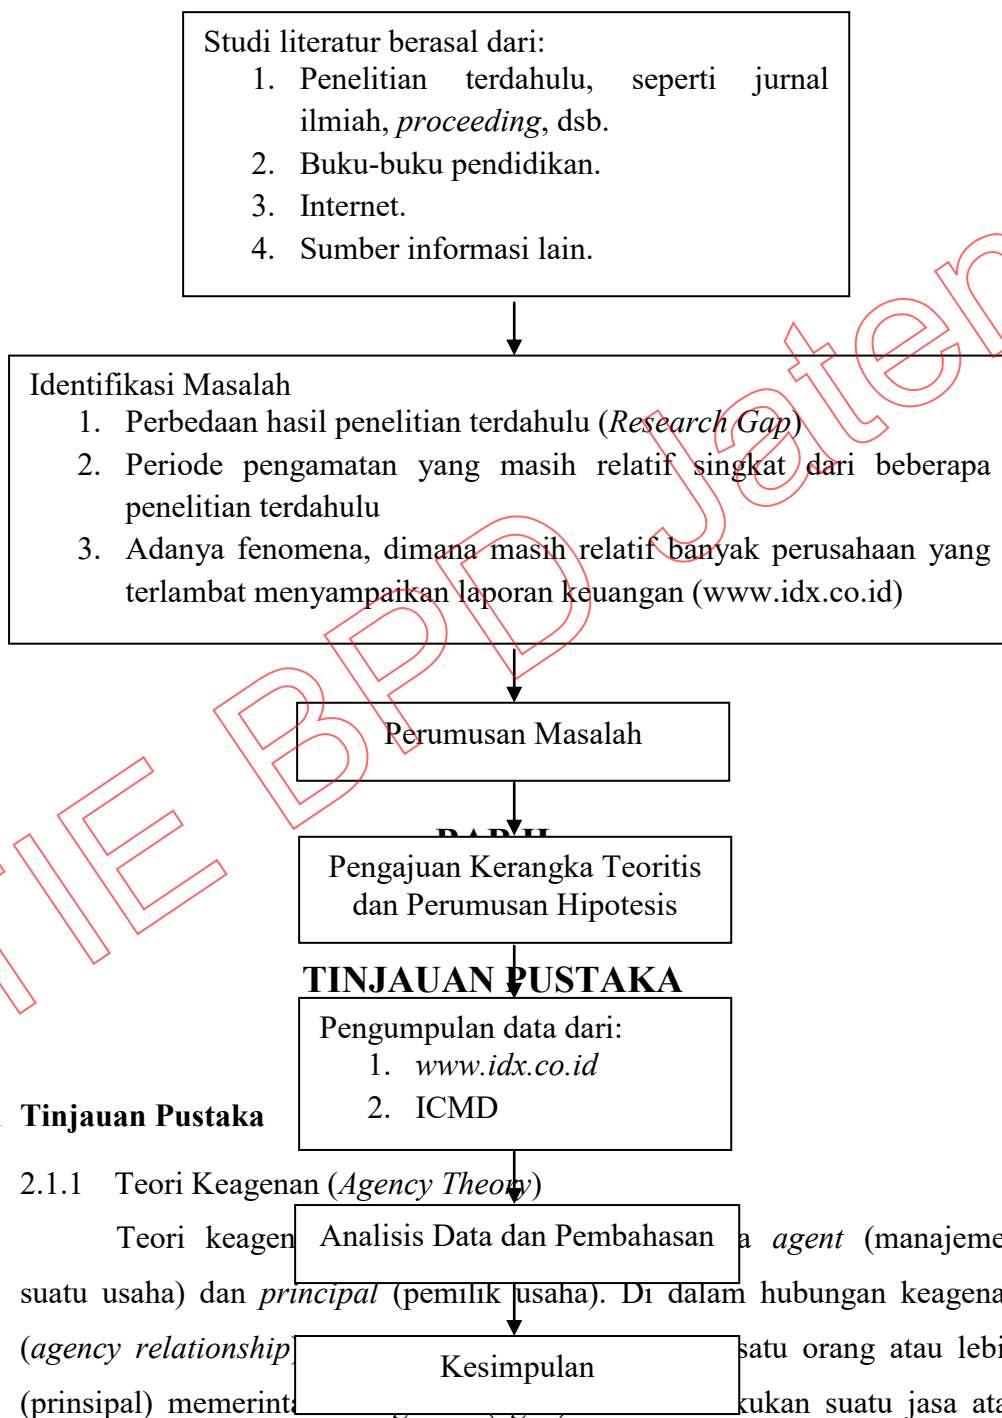 Studi literatur berasal dari:
1. Penelitian terdahulu, seperti jurnal
ilmiah, proceeding, dsb.
2. Buku-buku pendidikan.
3. Internet.
4. Sumber informasi lain.
Identifikasi Masalah
1. Perbedaan hasil penelitian terdahulu (Research Gap)
2. Periode pengamatan yang masih relatif singkat dari beberapa
penelitian terdahulu
3. Adanya fenomena, dimana masih relatif banyak perusahaan yang
terlambat menyampaikan laporan keuangan (www.idx.co.id)
Perumusan Masalah
Pengajuan Kerangka Teoritis
dan Perumusan Hipotesis
TINJAUAN PUSTAKA
Pengumpulan data dari:
1. www.idx.co.id
2. ICMD
Tinjauan Pustaka
2.1.1 Teori Keagenan (Agency Theory)
Teori keagen
Analisis Data dan Pembahasan
a agent (manajeme
suatu usaha) dan principal (pemilik usaha). Di dalam hubungan keagena
(agency relationship)
satu orang atau lebi
Kesimpulan
(prinsipal) memerinta
kukan suatu jasa ata
TIE BPD Jaten